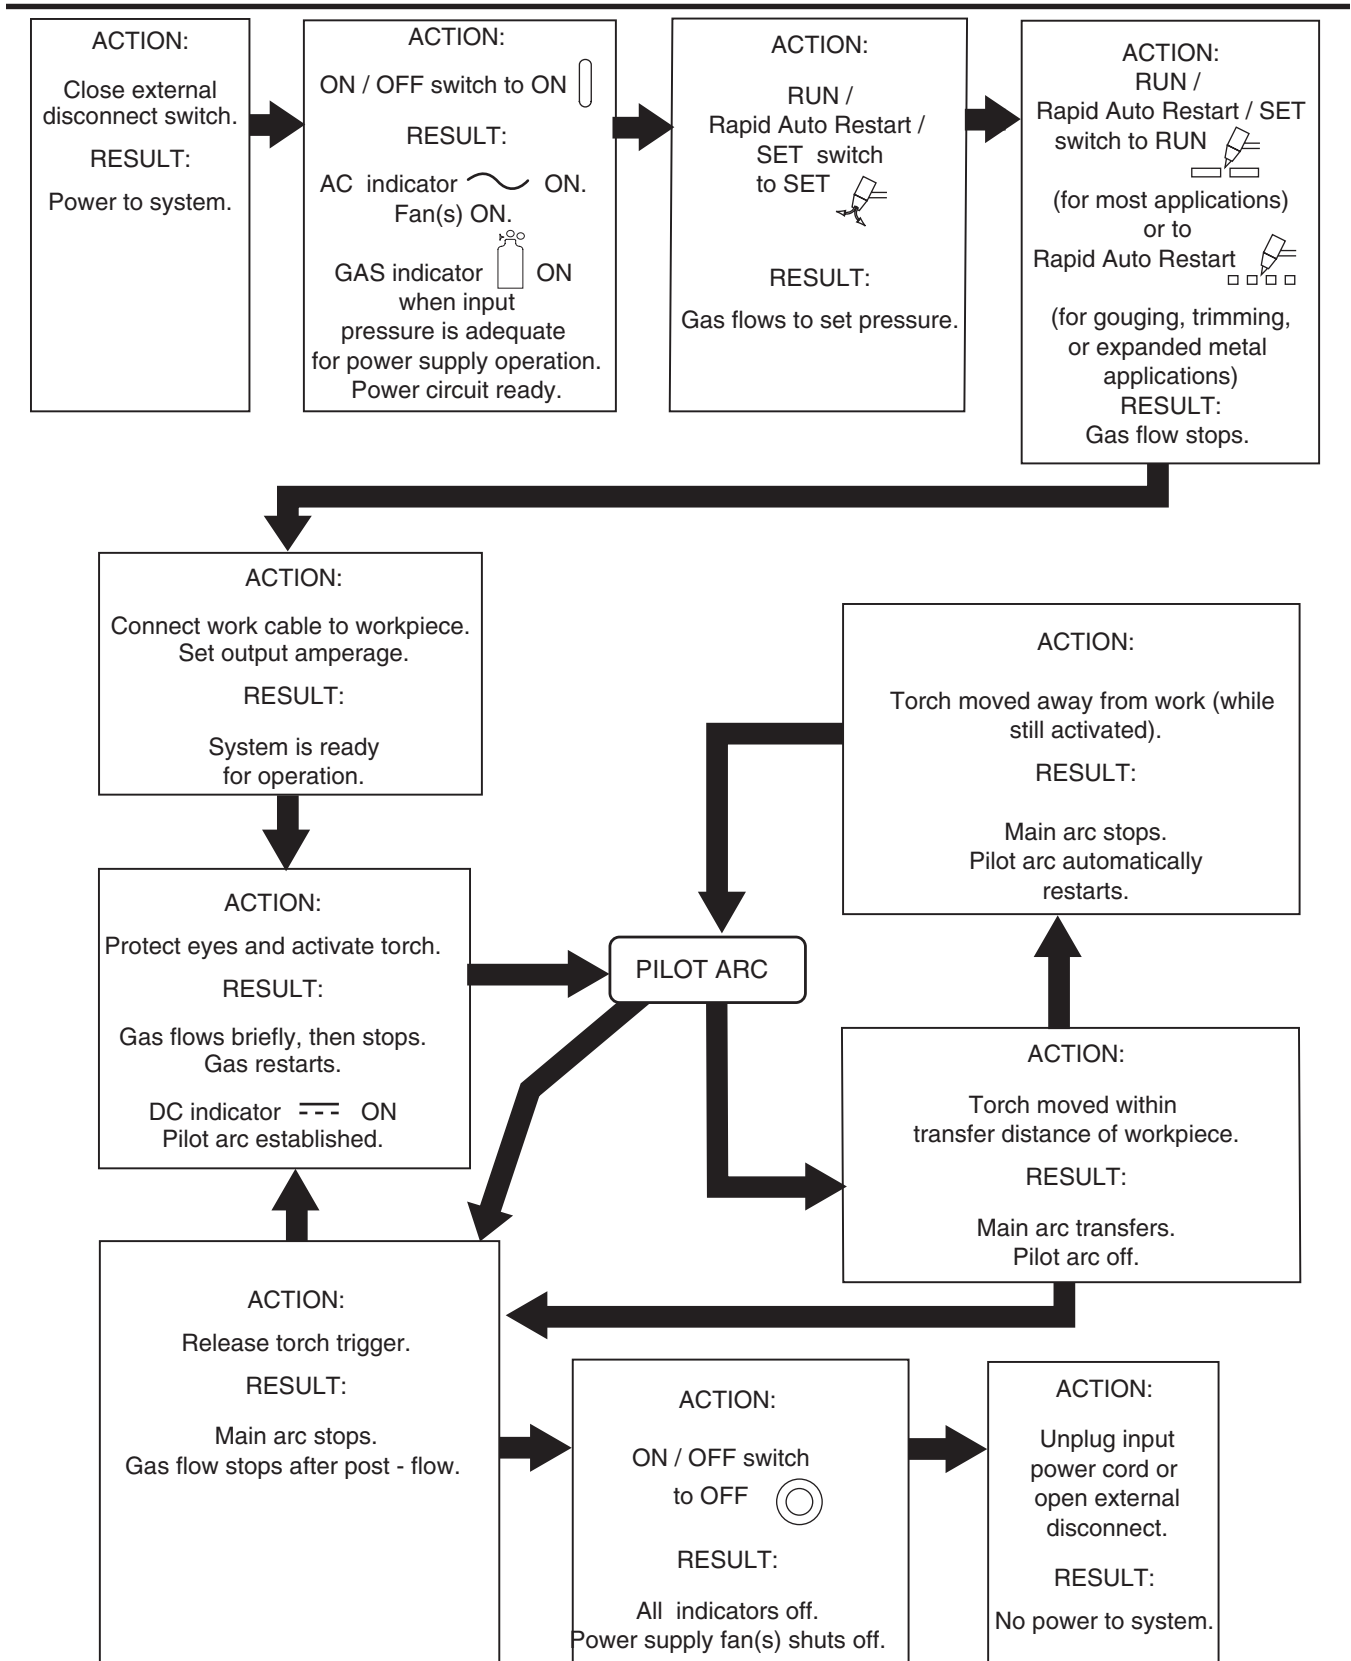 ACTION:
Close external
disconnect switch.
RESULT:
Power to system.
ACTION:
ON / OFF switch to ON
RESULT:
AC indicator ON.
Fan(s) ON.
GAS indicator ON
when input
pressure is adequate
for power supply operation.
Power circuit ready.
ACTION:
RUN /
Rapid Auto Restart /
SET switch
to SET
RESULT:
Gas flows to set pressure.
ACTION:
RUN /
Rapid Auto Restart / SET
switch to RUN
(for most applications)
or to
Rapid Auto Restart
(for gouging, trimming,
or expanded metal
applications)
RESULT:
Gas flow stops.
ACTION:
Connect work cable to workpiece.
Set output amperage.
RESULT:
System is ready
for operation.
ACTION:
Protect eyes and activate torch.
RESULT:
Gas flows briefly, then stops.
Gas restarts.
DC indicator ON
Pilot arc established.
PILOT ARC
ACTION:
Torch moved away from work (while
still activated).
RESULT:
Main arc stops.
Pilot arc automatically
restarts.
ACTION:
Torch moved within
transfer distance of workpiece.
RESULT:
Main arc transfers.
Pilot arc off.
ACTION:
Release torch trigger.
RESULT:
Main arc stops.
Gas flow stops after post - flow.
ACTION:
ON / OFF switch
to OFF
RESULT:
All indicators off.
Power supply fan(s) shuts off.
ACTION:
Unplug input
power cord or
open external
disconnect.
RESULT:
No power to system.